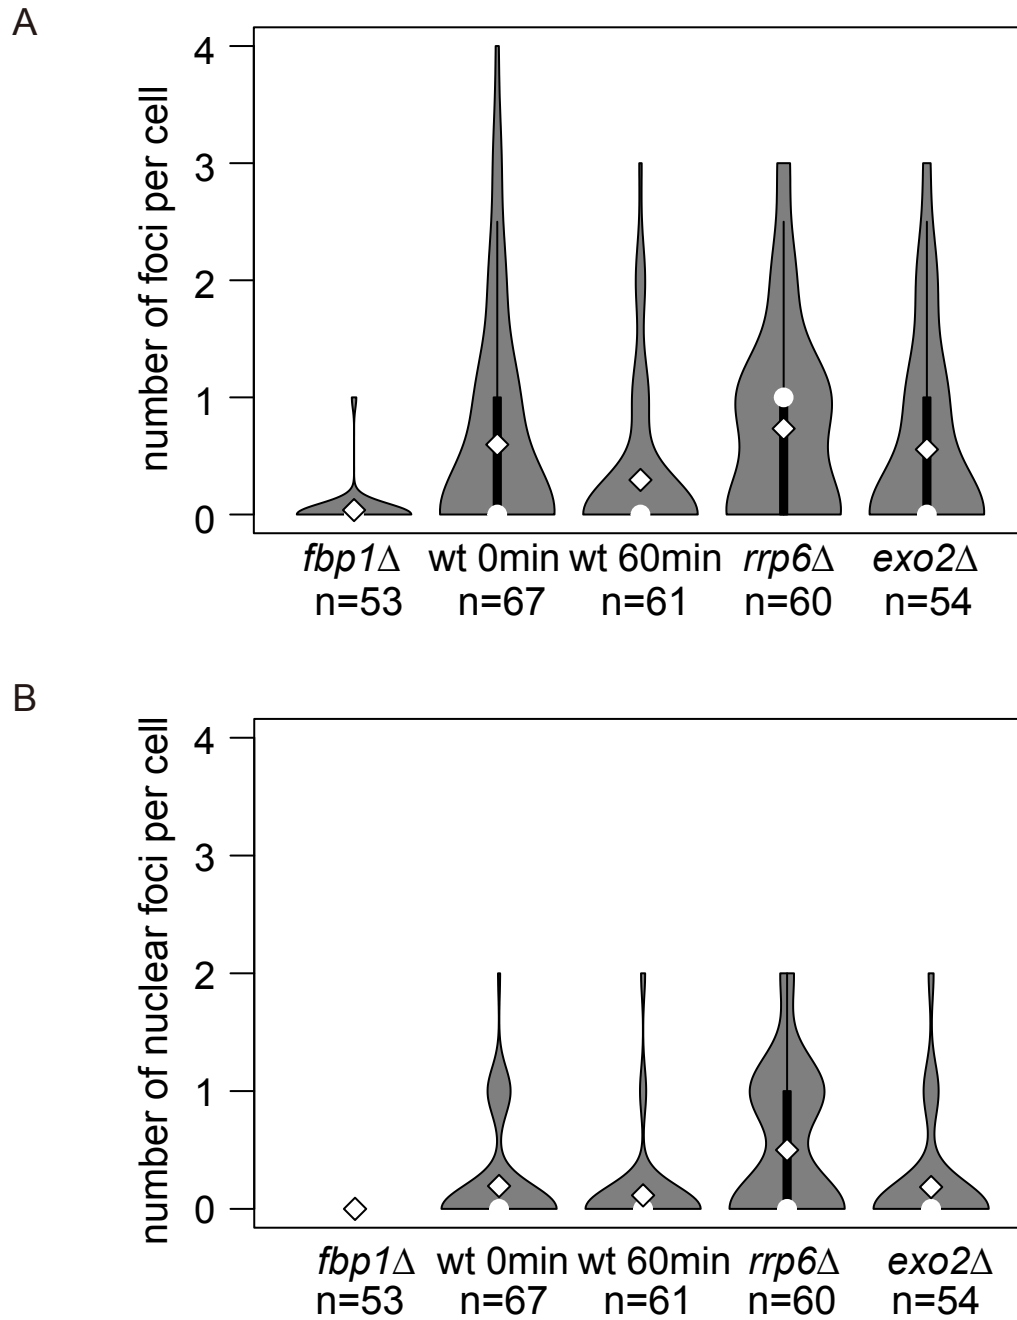 A
number of foci per cell
4
3
2
1
0
fbp1Δ wt 0min wt 60min rrp6Δ exo2Δ
n=53 n=67 n=61 n=60 n=54
B
number of nuclear foci per cell
4
3
2
1
0
fbp1Δ wt 0min wt 60min rrp6Δ exo2Δ
n=53 n=67 n=61 n=60 n=54